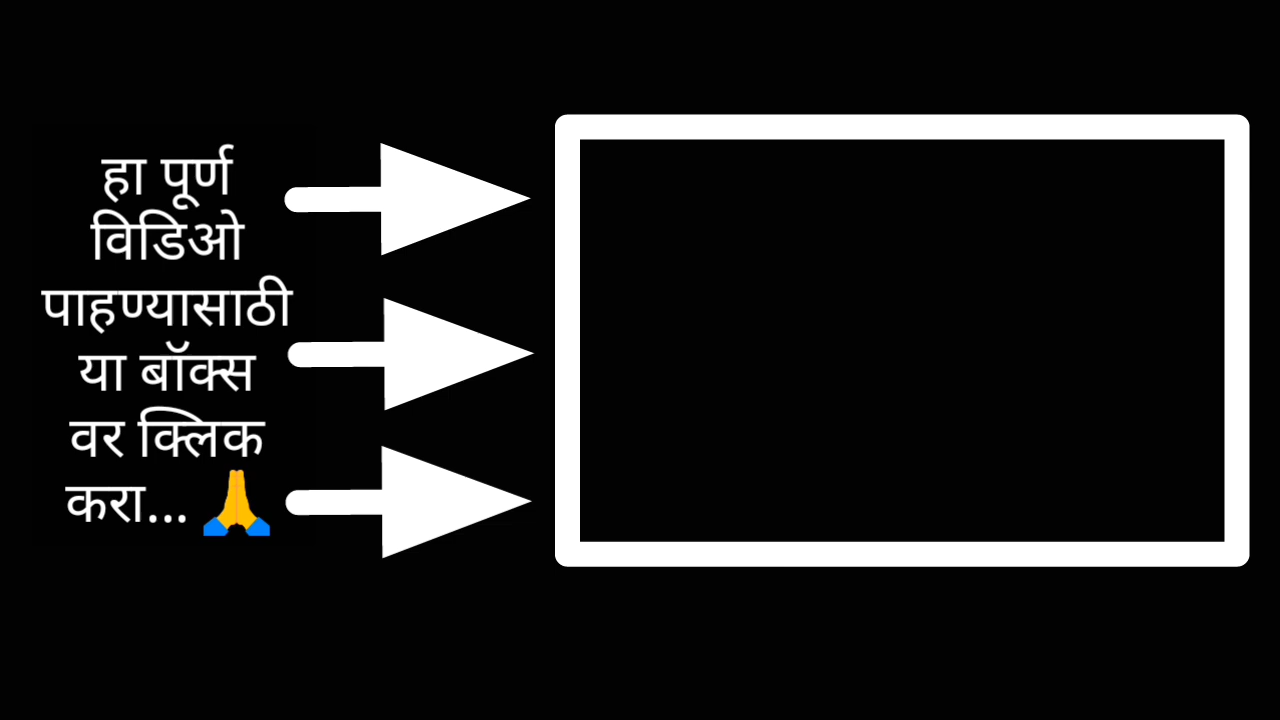 हा पूर्ण
विडिओ
पाहण्यासाठी
या बॉक्स
वर क्लिक
करा... 🙏